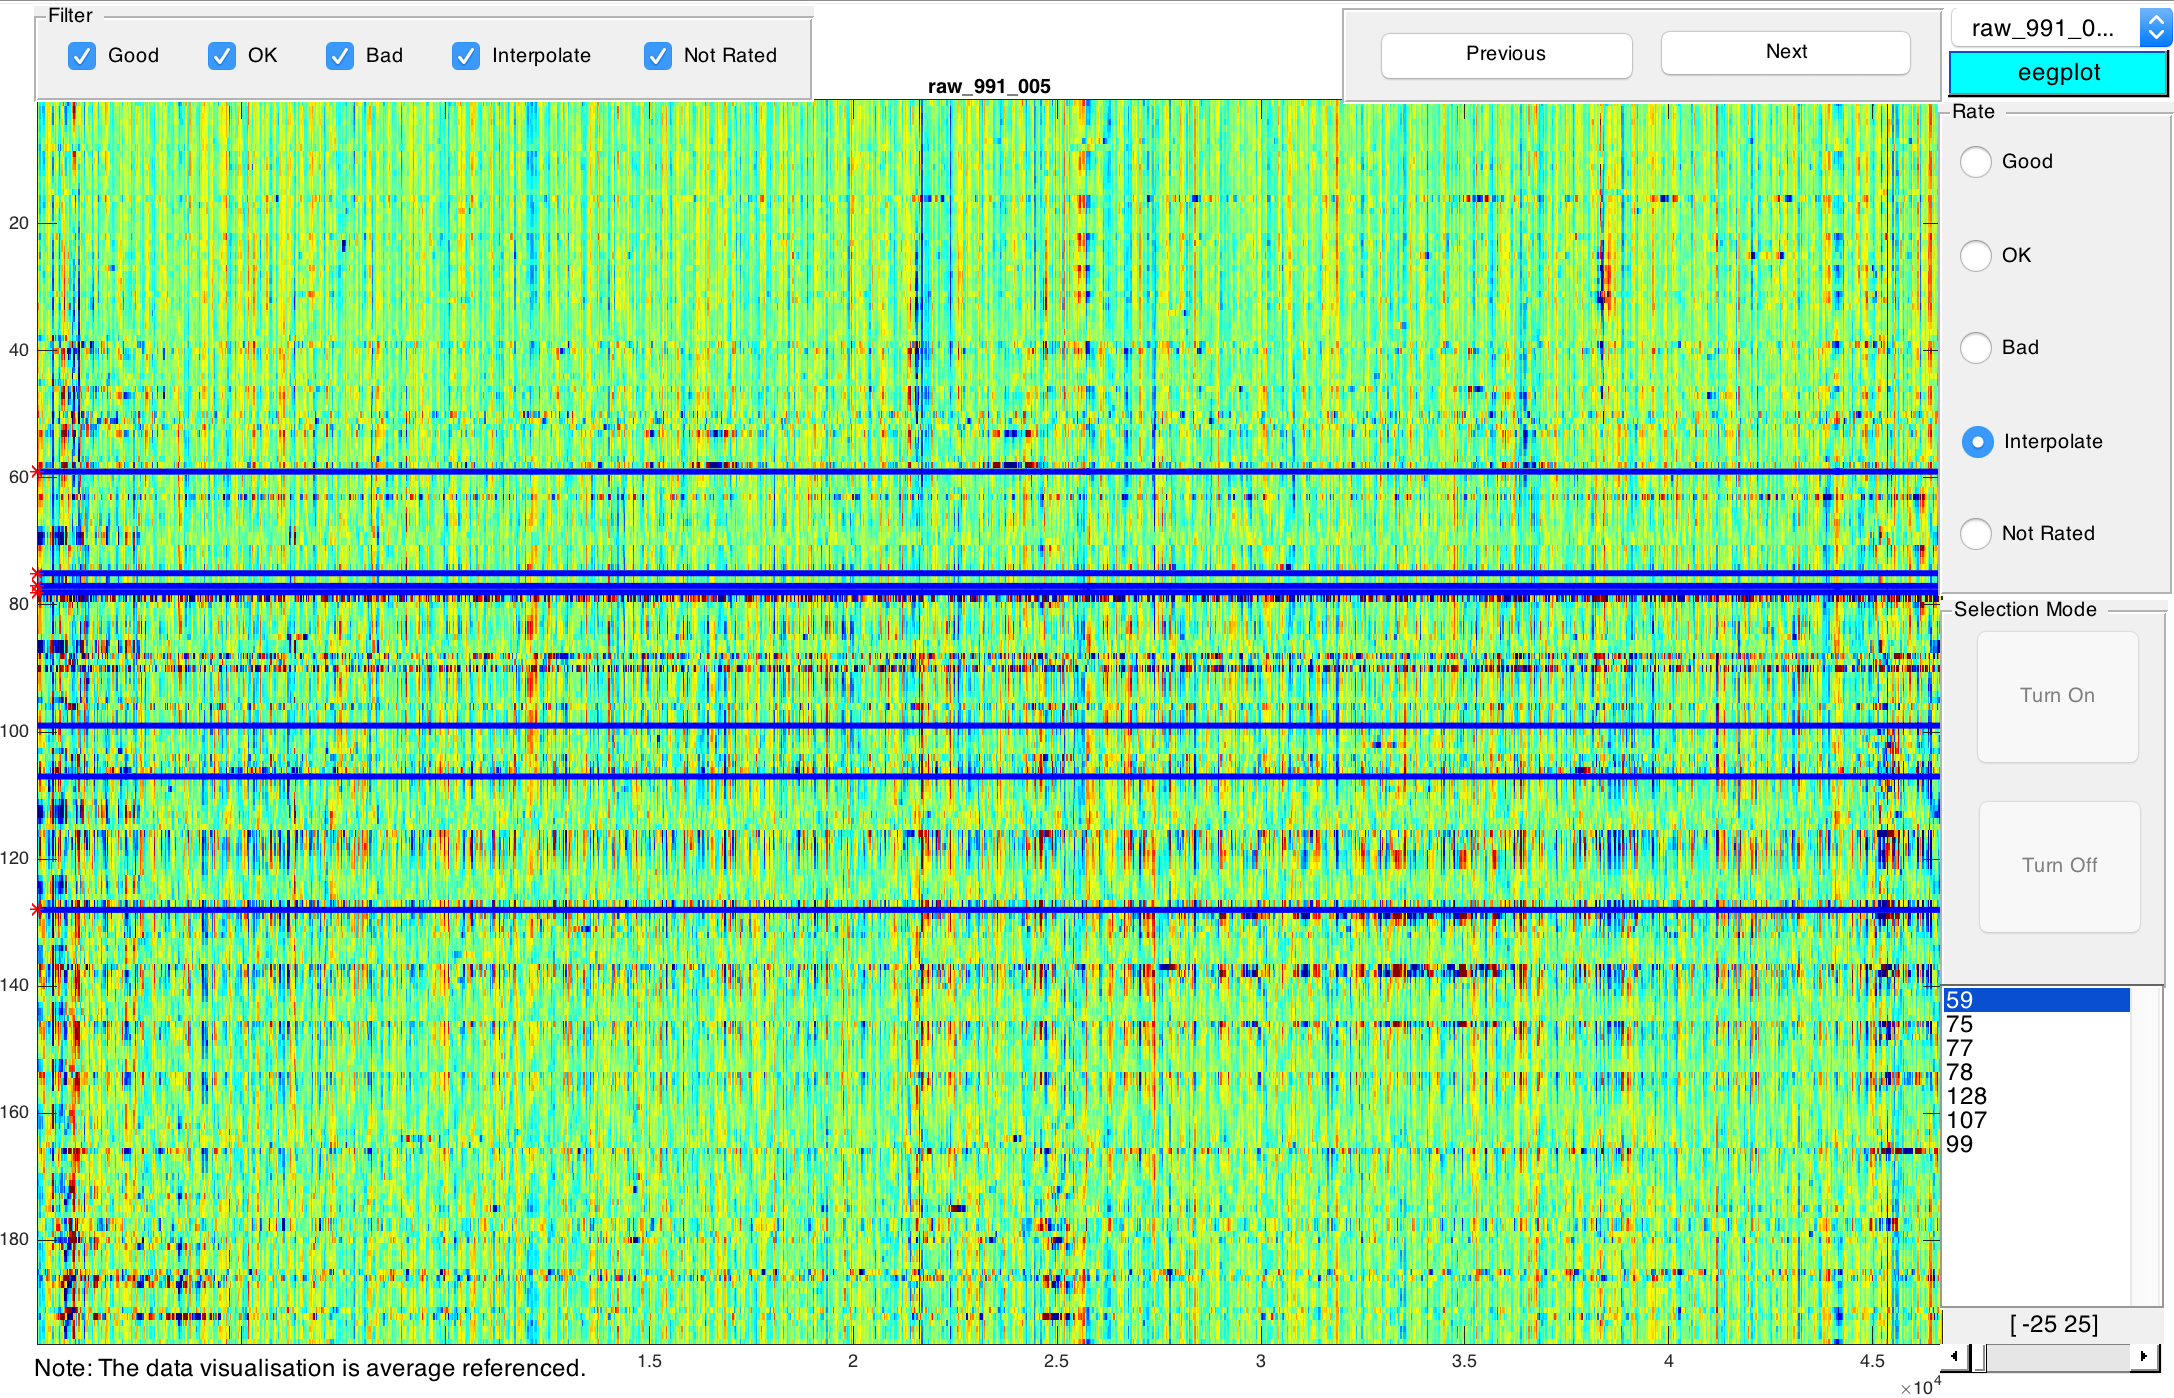 Filter
Good OK Bad Interpolate Not Rated
Previous Next
raw_991_0...
eegplot
raw_991_005
Rate
Good
OK
Bad
Interpolate
Not Rated
Selection Mode
Turn On
Turn Off
59
75
77
78
128
107
99
[ -25 25]
20
40
60
80
100
120
140
160
180
1.5 2 2.5 3 3.5 4 4.5
×10⁴
Note: The data visualisation is average referenced.